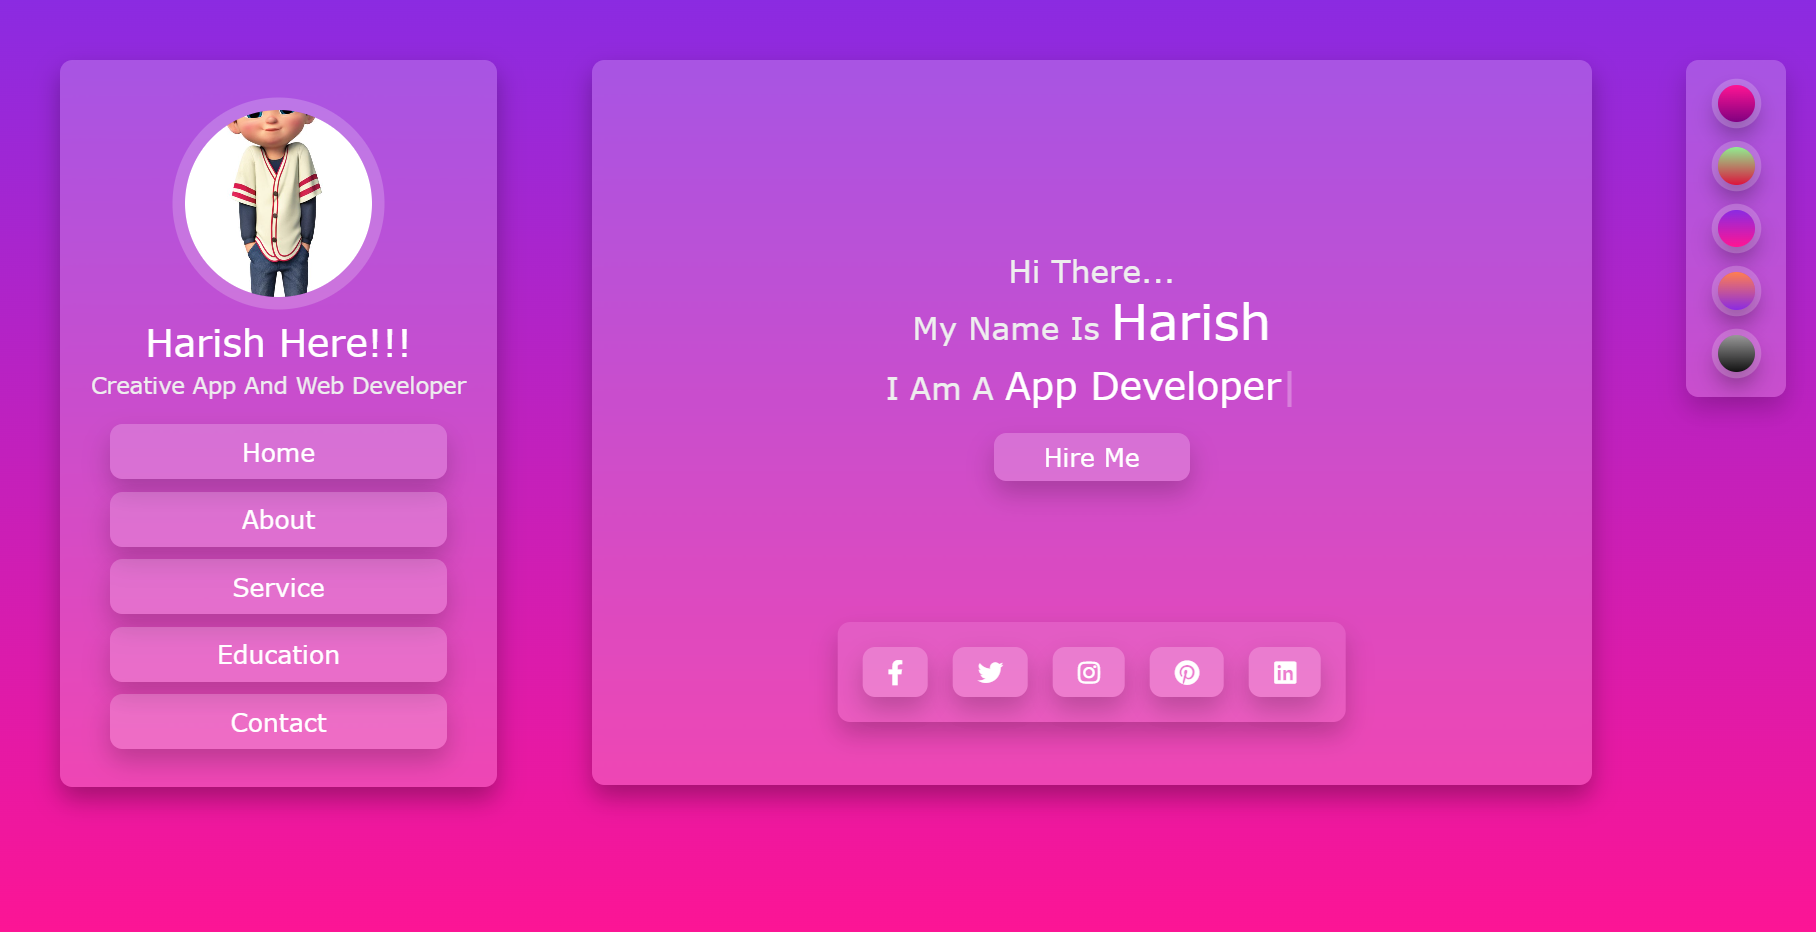 Harish Here!!!
Creative App And Web Developer
Home
About
Service
Education
Contact
Hi There...
My Name Is Harish
I Am A App Developer|
Hire Me